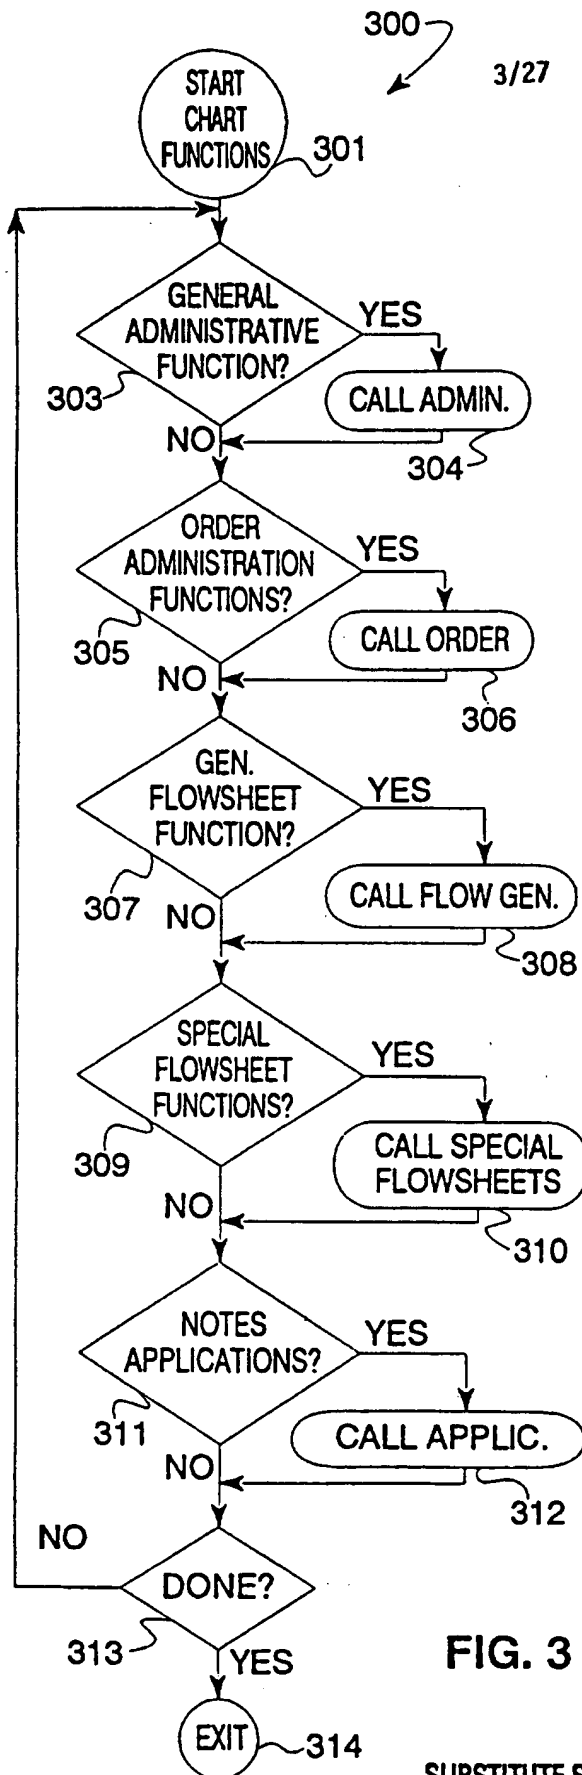 300
3/27
START
CHART
FUNCTIONS
301
GENERAL
ADMINISTRATIVE
FUNCTION?
YES
303
CALL ADMIN.
NO
304
ORDER
ADMINISTRATION
FUNCTIONS?
YES
305
CALL ORDER
NO
306
GEN.
FLOWSHEET
FUNCTION?
YES
307
CALL FLOW GEN.
NO
308
SPECIAL
FLOWSHEET
FUNCTIONS?
YES
309
CALL SPECIAL
FLOWSHEETS
NO
310
NOTES
APPLICATIONS?
YES
311
CALL APPLIC.
NO
312
NO
DONE?
313
YES
FIG. 3
EXIT
314
SUBSTITUTE